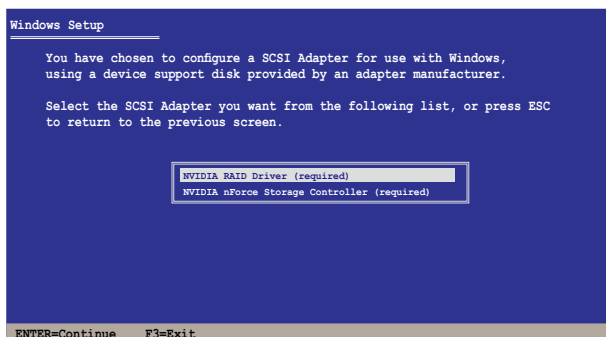 Windows Setup
You have chosen to configure a SCSI Adapter for use with Windows,
using a device support disk provided by an adapter manufacturer.
Select the SCSI Adapter you want from the following list, or press ESC
to return to the previous screen.
NVIDIA RAID Driver (required)
NVIDIA nForce Storage Controller (required)
ENTER=Continue F3=Exit